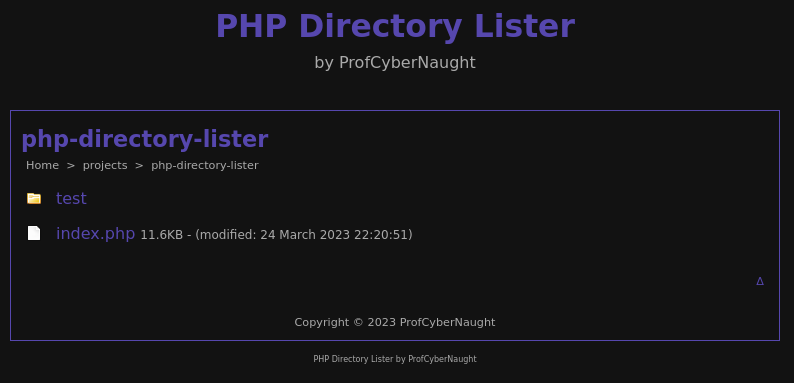 PHP Directory Lister
by ProfCyberNaught
php-directory-lister
Home > projects > php-directory-lister
test
index.php 11.6KB - (modified: 24 March 2023 22:20:51)
Δ
Copyright © 2023 ProfCyberNaught
PHP Directory Lister by ProfCyberNaught